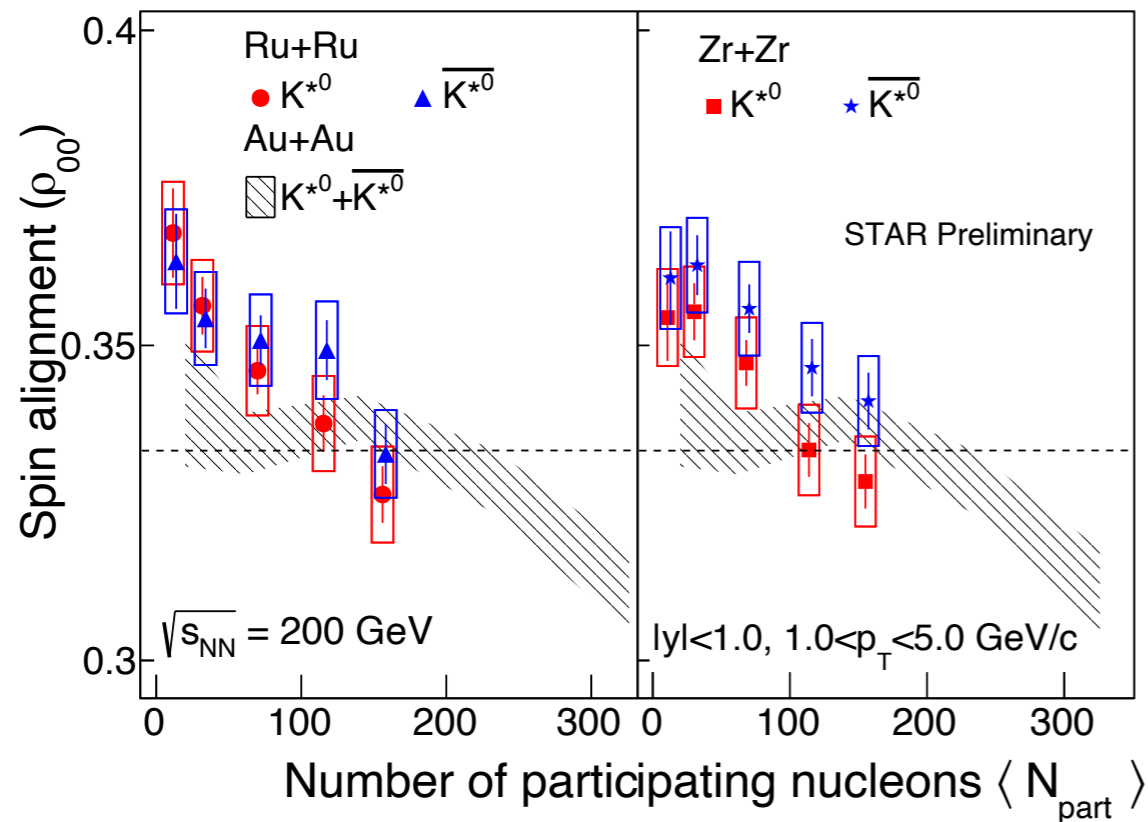 Spin alignment (ρ00)
0.4
0.35
0.3
Ru+Ru
K*0 K*0
Au+Au
K*0+K*0
√sNN = 200 GeV
0 100 200 300
Zr+Zr
K*0 K*0
STAR Preliminary
|y|<1.0, 1.0<pT<5.0 GeV/c
0 100 200 300
Number of participating nucleons ⟨ Npart ⟩